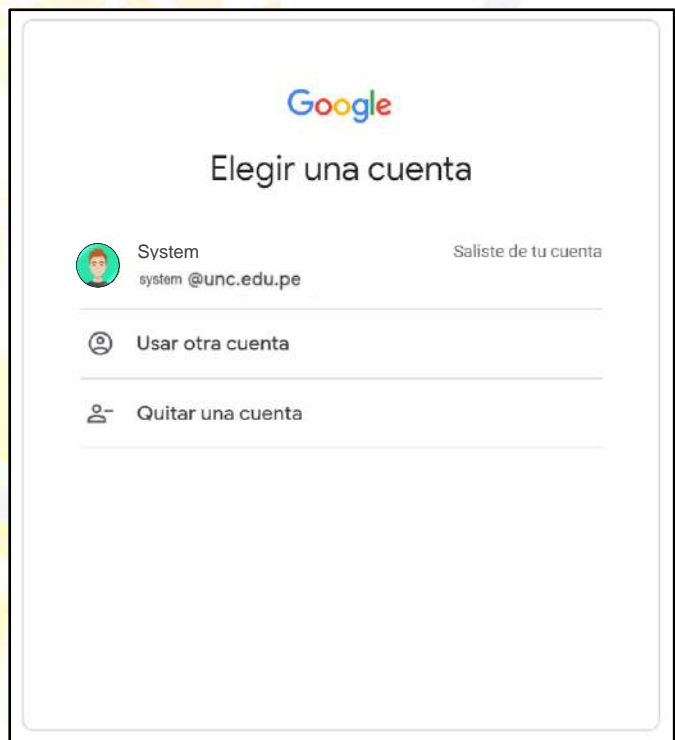 Google
Elegir una cuenta
System Saliste de tu cuenta
system @unc.edu.pe
Usar otra cuenta
Quitar una cuenta